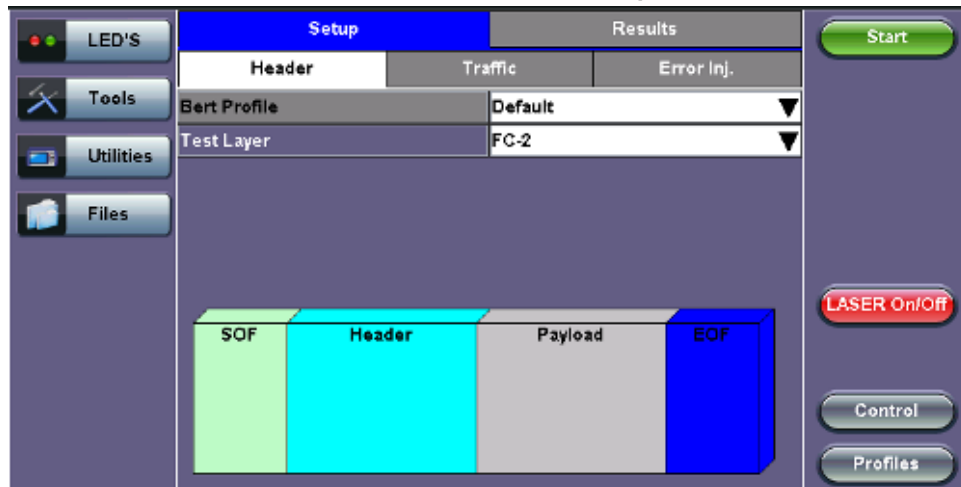 LED'S
Tools
Utilities
Files
Setup Results
Header Traffic Error Inj.
Bert Profile Default
Test Layer FC-2
SOF Header Payload EOF
Start
LASER On/Off
Control
Profiles